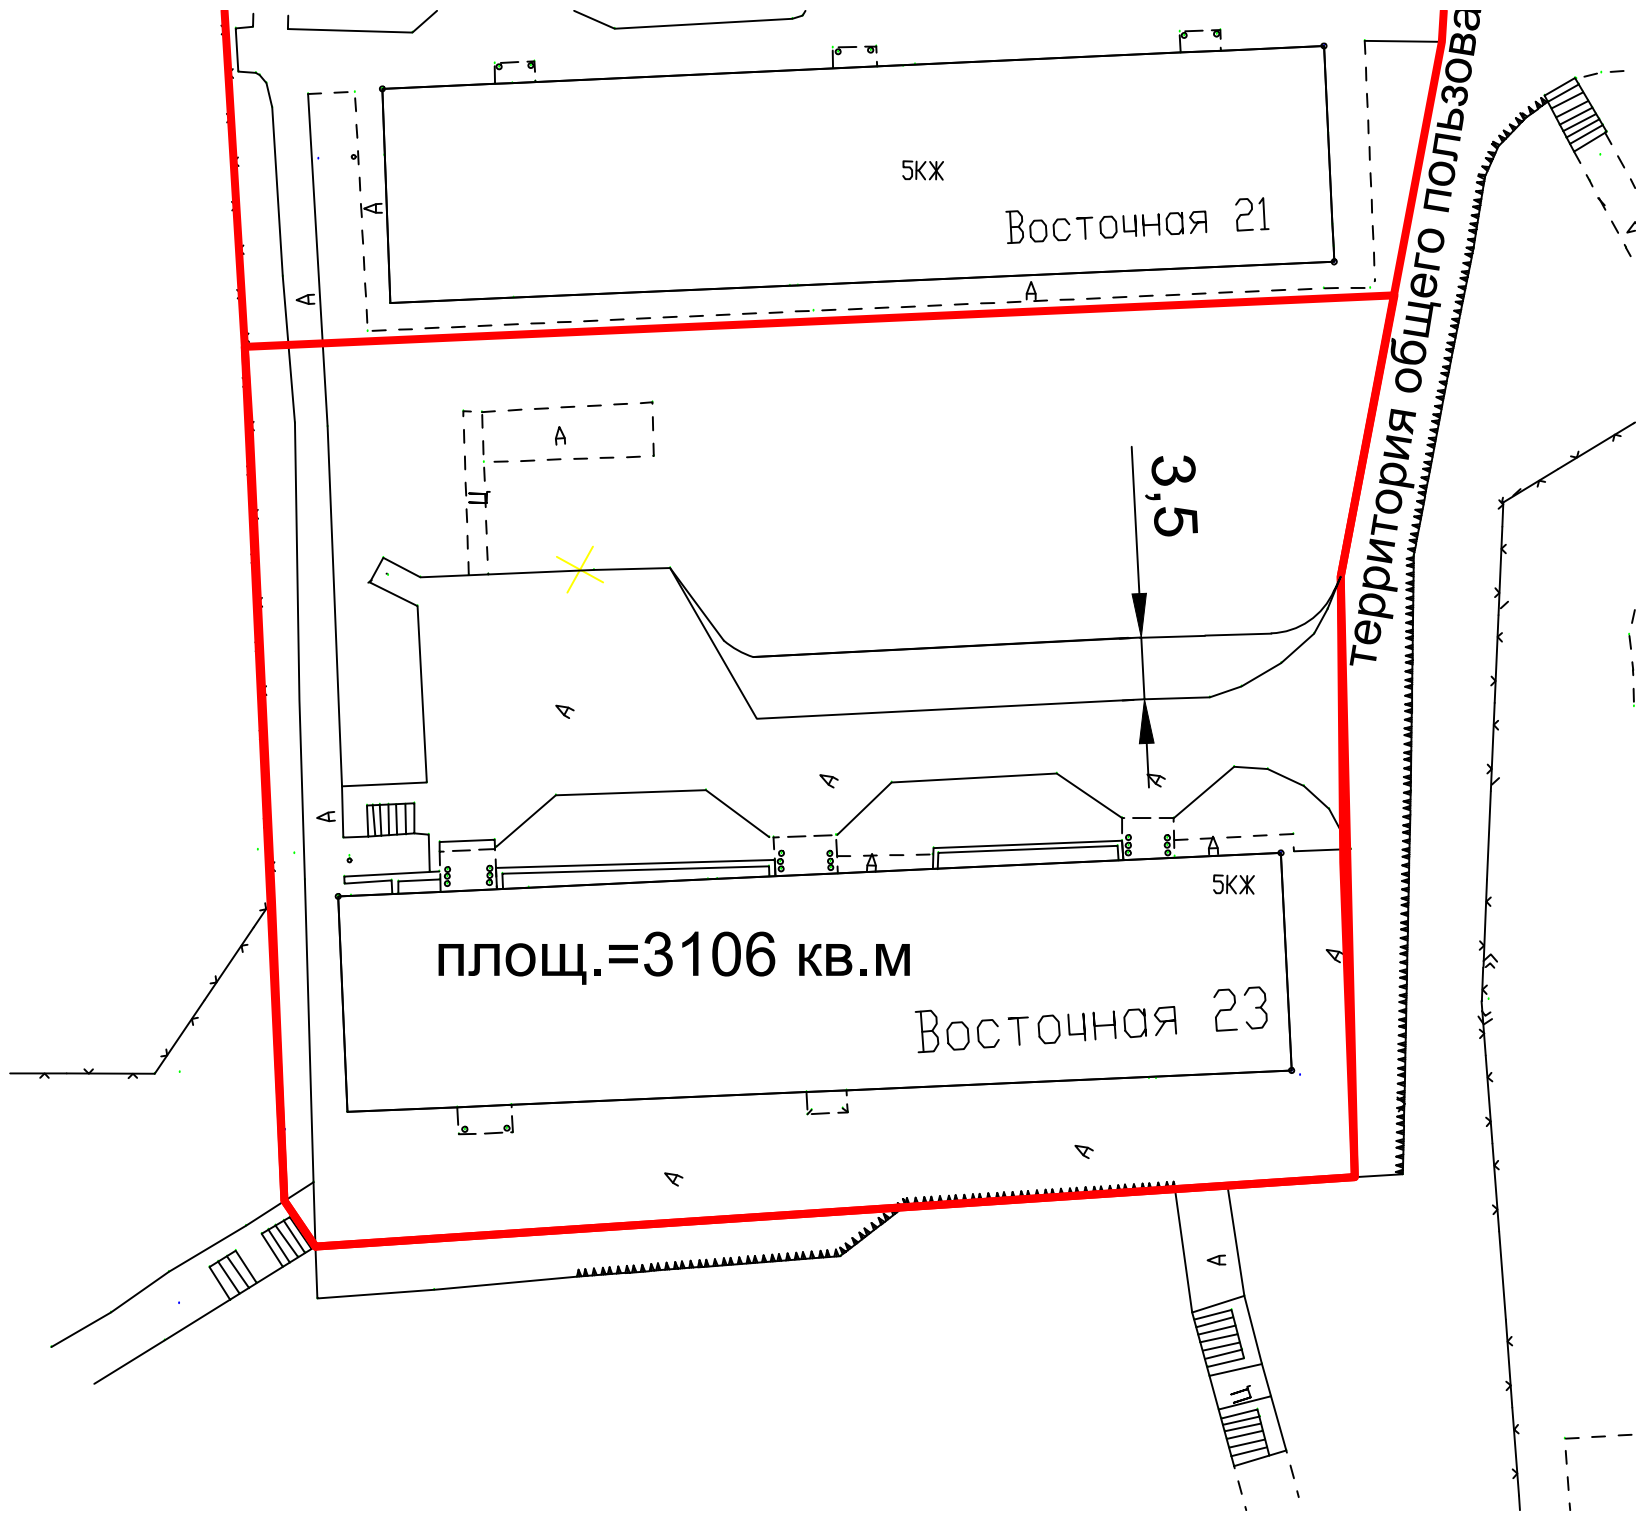 территория общего пользова
5КЖ
Восточная 21
А
А
А
А
Ц
3,5
А
А
А
А
А
А
5КЖ
площ.=3106 кв.м
А
Восточная 23
А
А
А
Ц